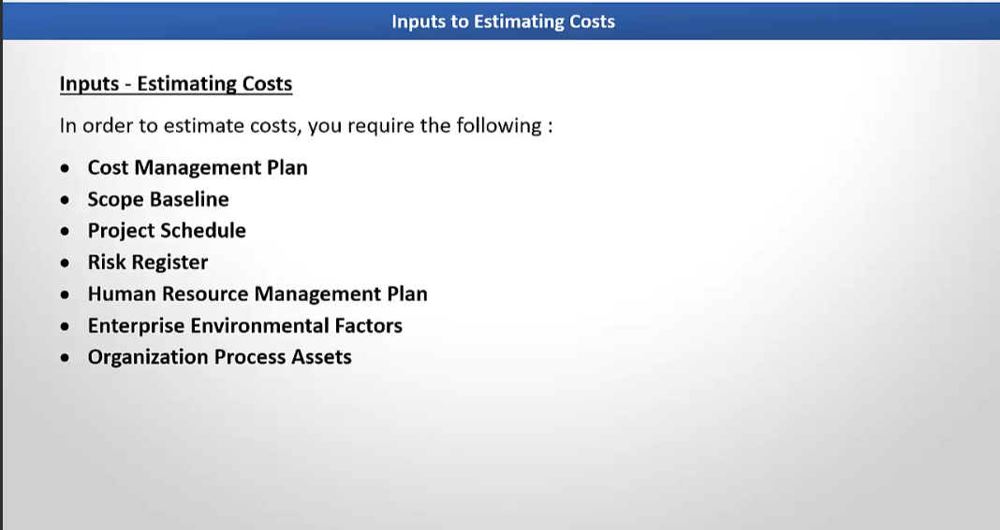 Inputs to Estimating Costs
Inputs - Estimating Costs
In order to estimate costs, you require the following :
• Cost Management Plan
• Scope Baseline
• Project Schedule
• Risk Register
• Human Resource Management Plan
• Enterprise Environmental Factors
• Organization Process Assets